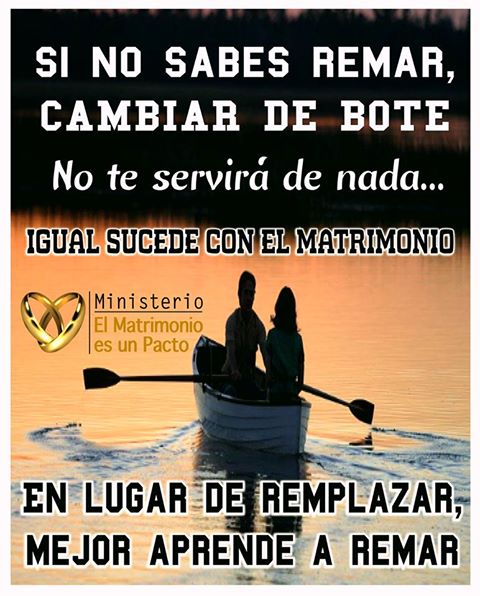 SI NO SABES REMAR,
CAMBIAR DE BOTE
No te servirá de nada...
IGUAL SUCEDE CON EL MATRIMONIO
Ministerio
El Matrimonio
es un Pacto
EN LUGAR DE REMPLAZAR,
MEJOR APRENDE A REMAR